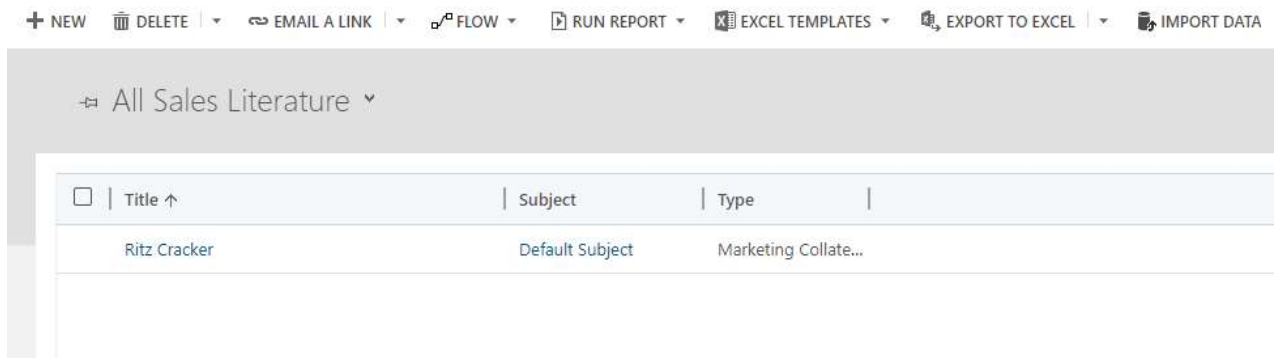 NEW DELETE EMAIL A LINK FLOW RUN REPORT EXCEL TEMPLATES EXPORT TO EXCEL IMPORT DATA
All Sales Literature
Title Subject Type
Ritz Cracker Default Subject Marketing Collate...